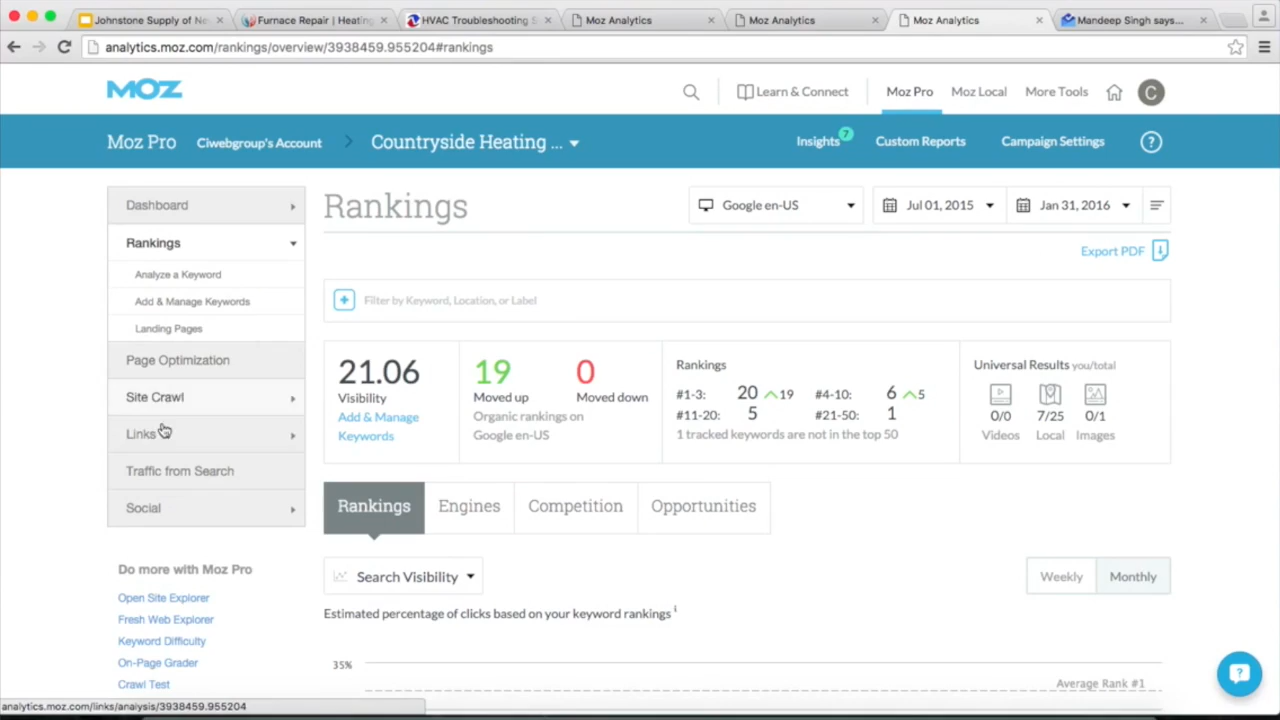 Johnstone Supply of Ne
Furnace Repair | Heating
HVAC Troubleshooting S
Moz Analytics
Moz Analytics
Moz Analytics
Mandeep Singh says...
analytics.moz.com/rankings/overview/3938459.955204#rankings
MOZ
Learn & Connect
Moz Pro
Moz Local
More Tools
C
Moz Pro
Ciwebgroup's Account
Countryside Heating ...
Insights 7
Custom Reports
Campaign Settings
?
Dashboard
Rankings
Analyze a Keyword
Add & Manage Keywords
Landing Pages
Page Optimization
Site Crawl
Links
Traffic from Search
Social
Do more with Moz Pro
Open Site Explorer
Fresh Web Explorer
Keyword Difficulty
On-Page Grader
Crawl Test
Rankings
Google en-US
Jul 01, 2015
Jan 31, 2016
Export PDF
Filter by Keyword, Location, or Label
21.06
Visibility
Add & Manage
Keywords
19
Moved up
0
Moved down
Organic rankings on
Google en-US
Rankings
#1-3: 20 19 #4-10: 6 5
#11-20: 5 #21-50: 1
1 tracked keywords are not in the top 50
Universal Results you/total
0/0 7/25 0/1
Videos Local Images
Rankings
Engines
Competition
Opportunities
Search Visibility
Weekly
Monthly
Estimated percentage of clicks based on your keyword rankings i
35%
Average Rank #1
?
analytics.moz.com/links/analysis/3938459.955204